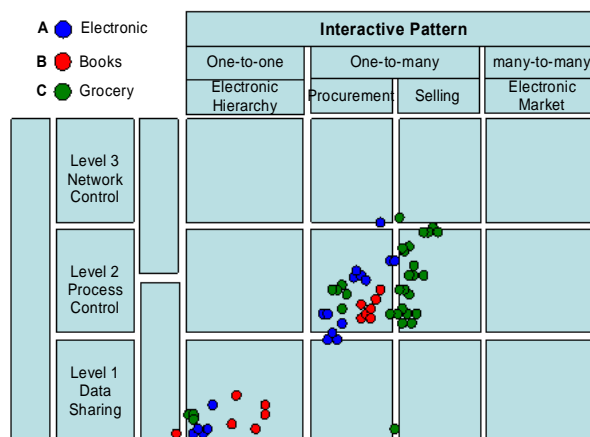 A Electronic
B Books
C Grocery
Interactive Pattern
One-to-one
One-to-many
many-to-many
Electronic
Hierarchy
Procurement
Selling
Electronic
Market
Level 3
Network
Control
Level 2
Process
Control
Level 1
Data
Sharing